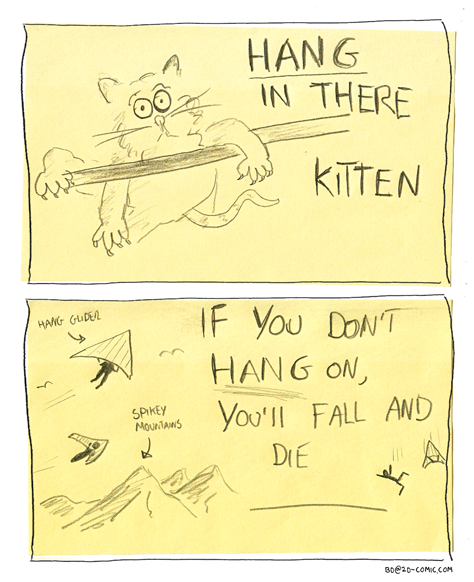 HANG
IN THERE
KITTEN
HANG GLIDER
SPIKEY
MOUNTAINS
IF YOU DON'T
HANG ON,
YOU'll FALL AND
DIE
BD@2D-COMIC.COM